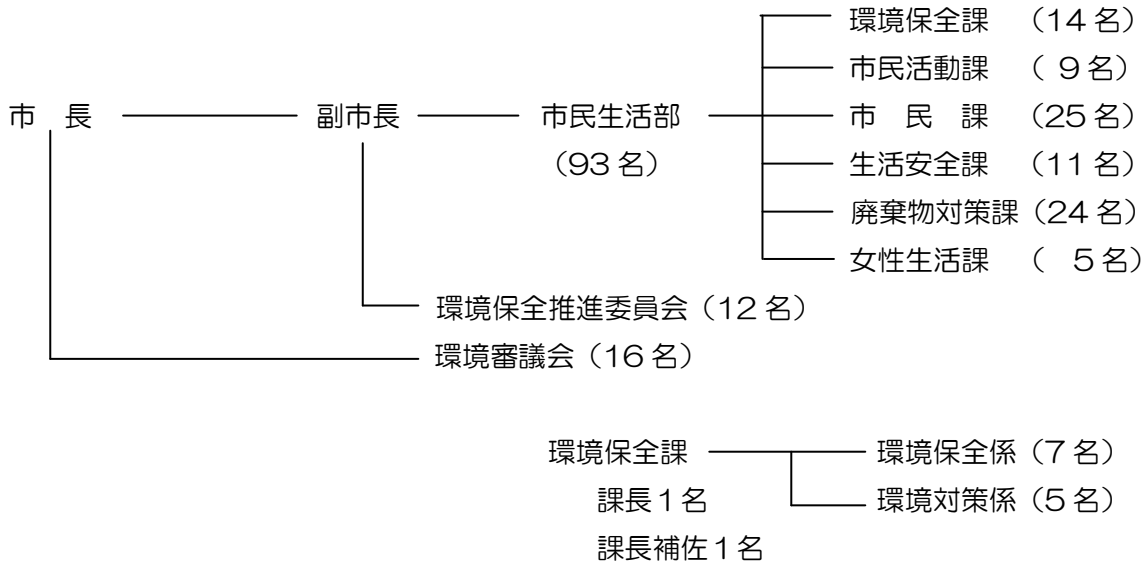 環境保全課 (14名)
市民活動課 ( 9名)
市 長 副市長 市民生活部 市 民 課 (25名)
(93名) 生活安全課 (11名)
廃棄物対策課 (24名)
女性生活課 ( 5名)
環境保全推進委員会 (12名)
環境審議会 (16名)
環境保全課 環境保全係 (7名)
課長1名 環境対策係 (5名)
課長補佐1名